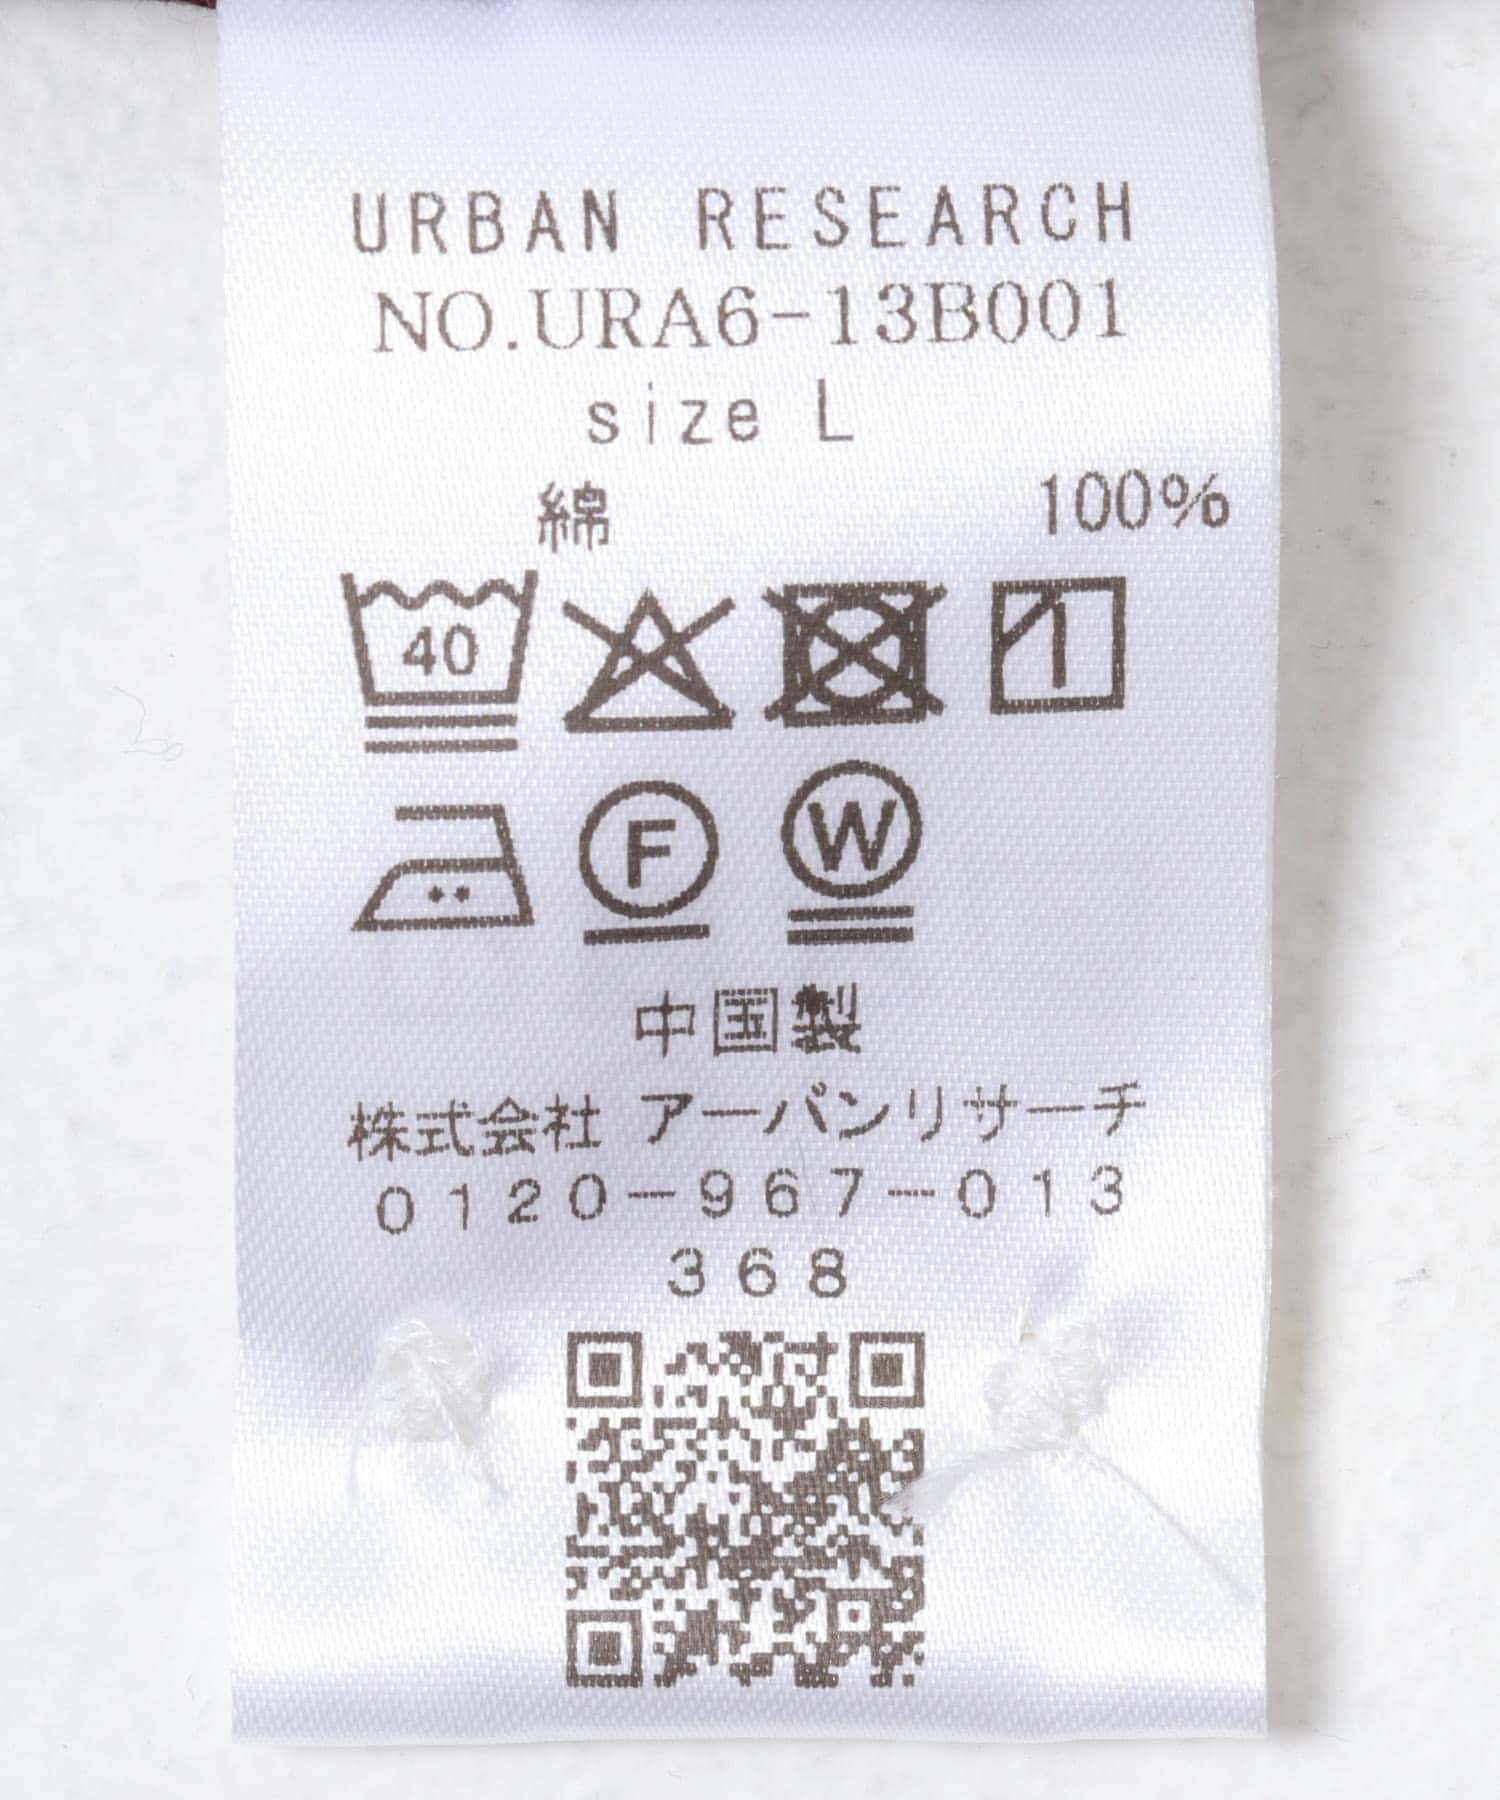 URBAN RESEARCH
NO.URA6-13B001
size L
綿 100%
40
F W
中国製
株式会社 アーバンリサーチ
0120-967-013
368